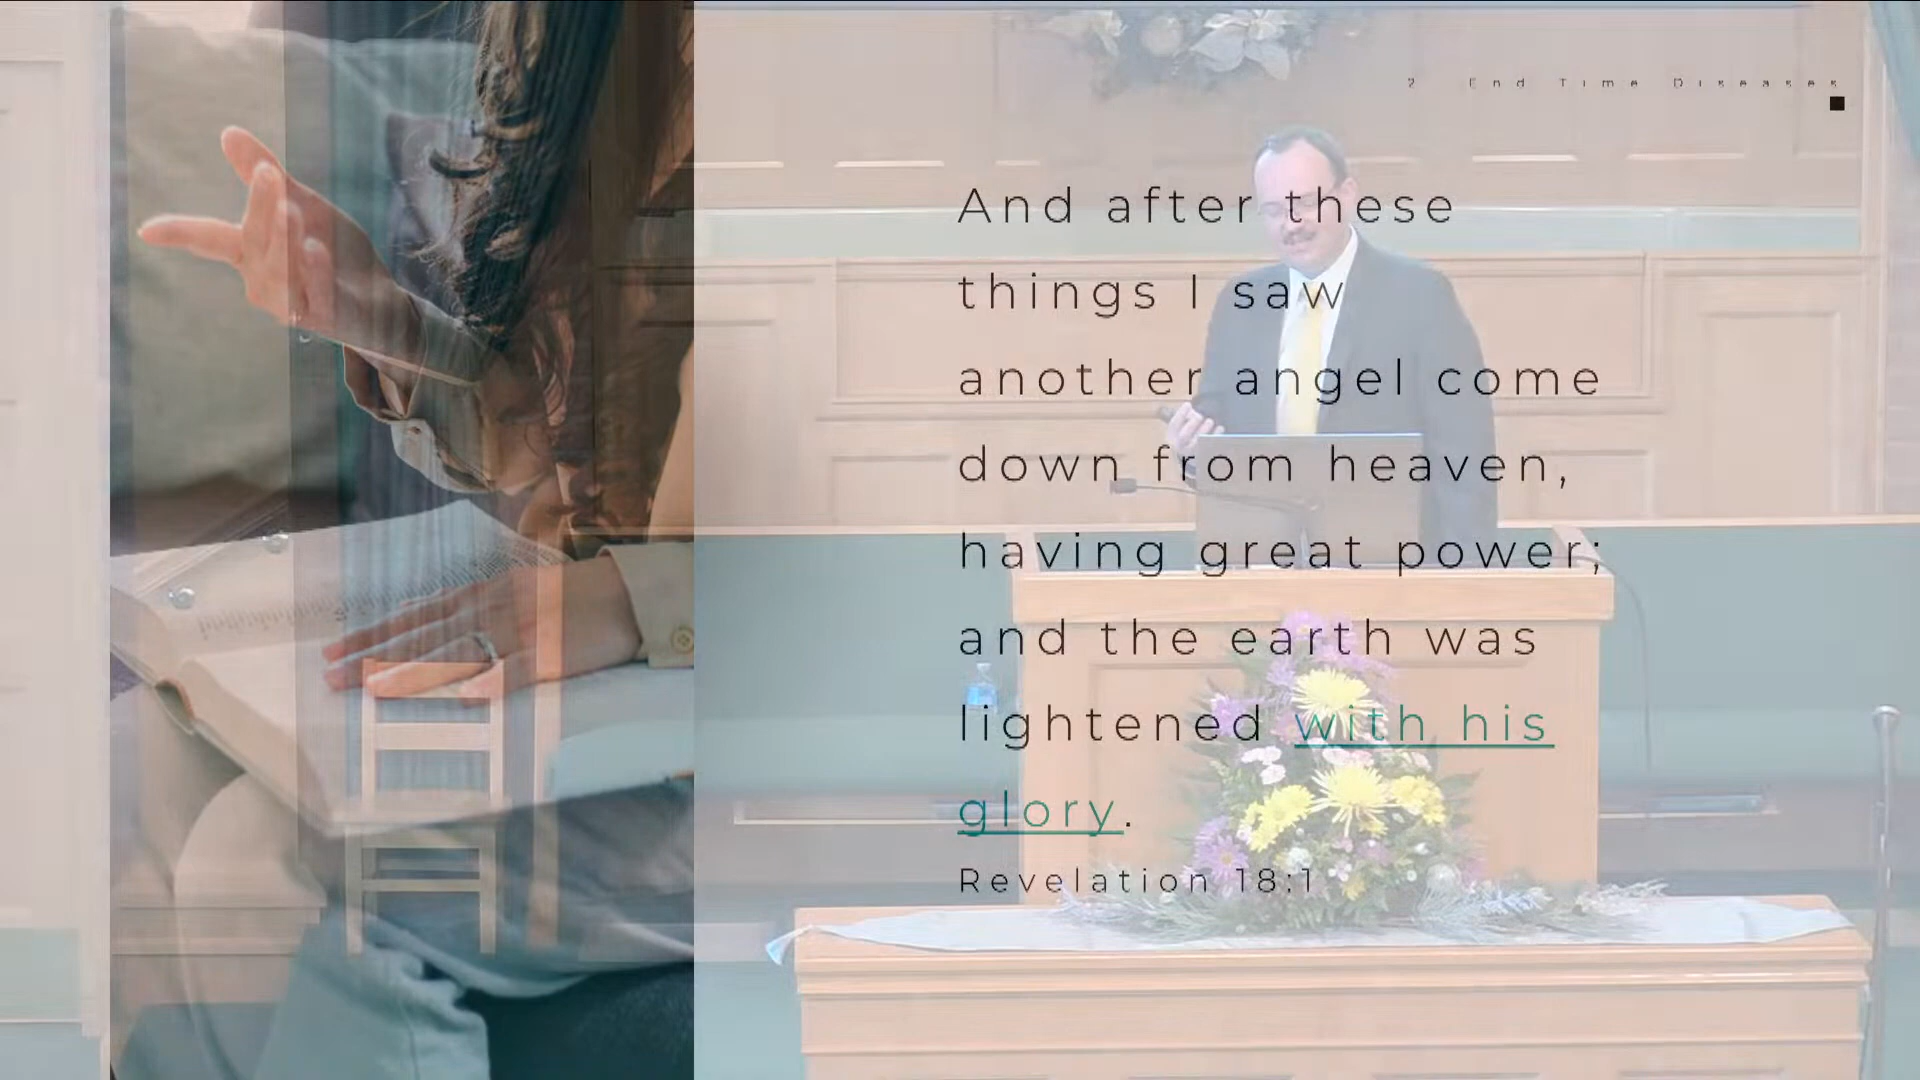 2 End Time Diseases
And after these
things I saw
another angel come
down from heaven,
having great power;
and the earth was
lightened with his
glory.
Revelation 18:1